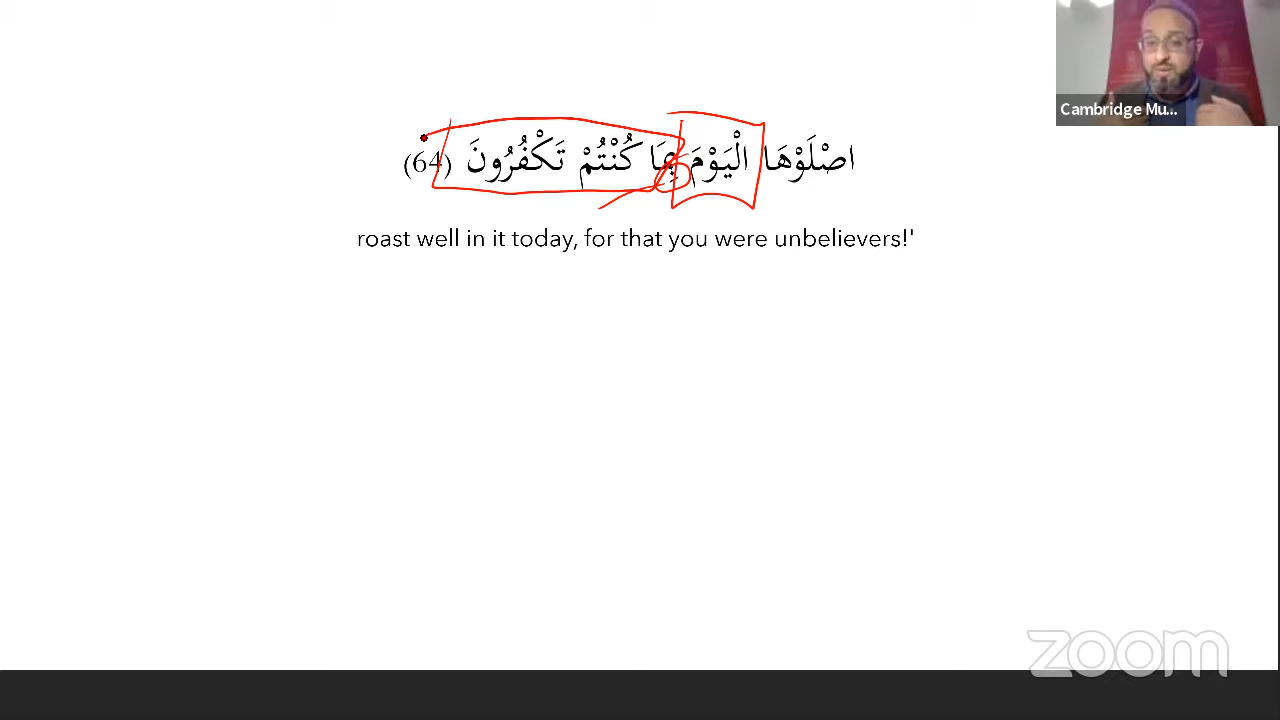 Cambridge Mu...
اصْلَوْهَا الْيَوْمَ بِمَا كُنْتُمْ تَكْفُرُونَ (64)
roast well in it today, for that you were unbelievers!'
zoom